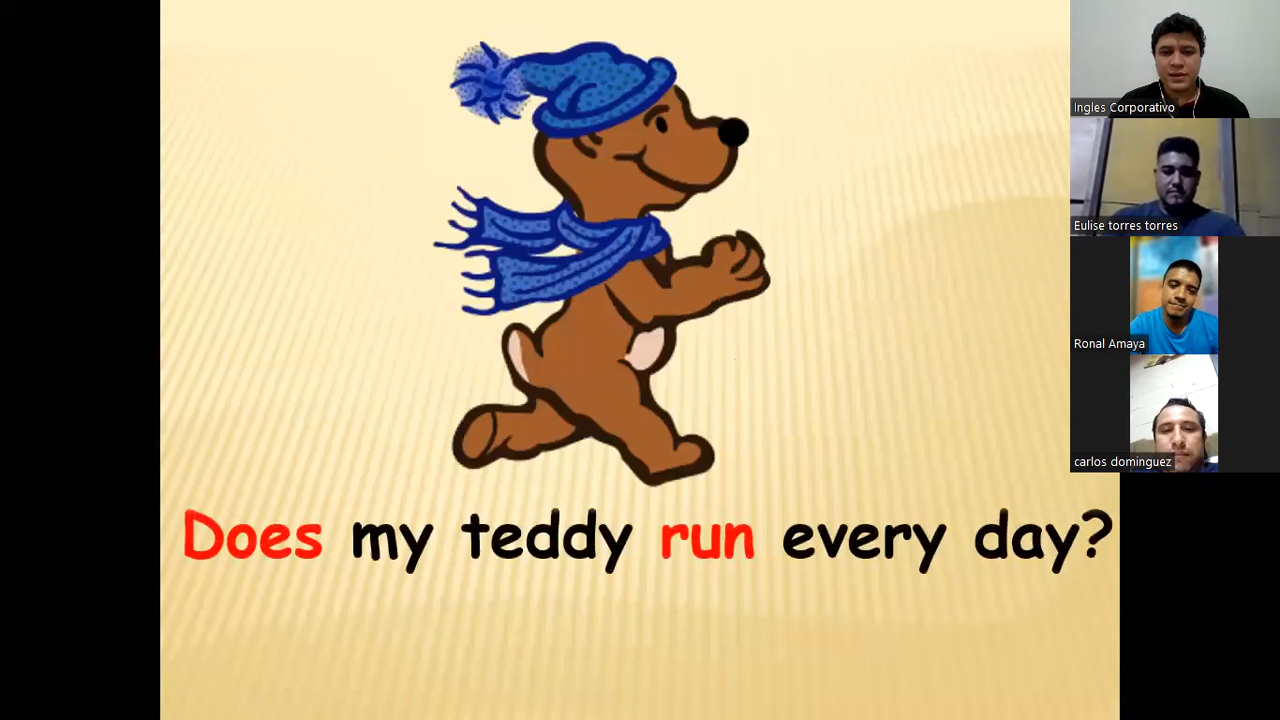 Does my teddy run every day?
Ingles Corporativo
Eulise torres torres
Ronal Amaya
carlos dominguez